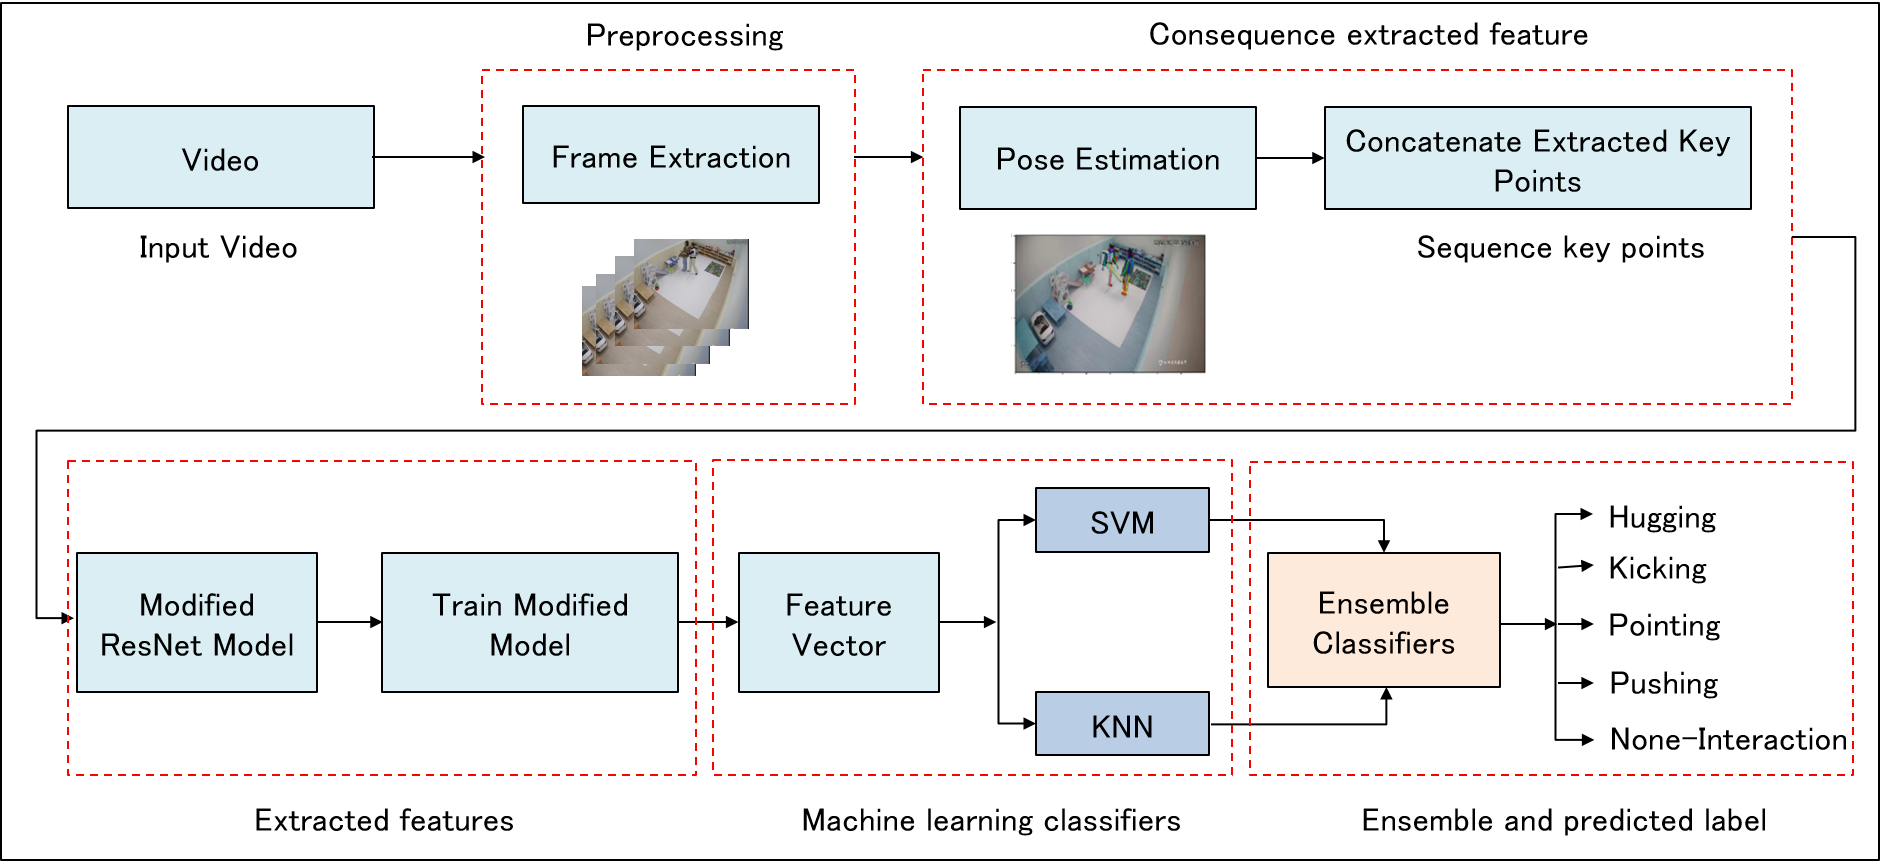 Preprocessing
Consequence extracted feature
Video
Frame Extraction
Pose Estimation
Concatenate Extracted Key
Points
Input Video
Sequence key points
Modified
ResNet Model
Train Modified
Model
Feature
Vector
SVM
KNN
Ensemble
Classifiers
Hugging
Kicking
Pointing
Pushing
None-Interaction
Extracted features
Machine learning classifiers
Ensemble and predicted label